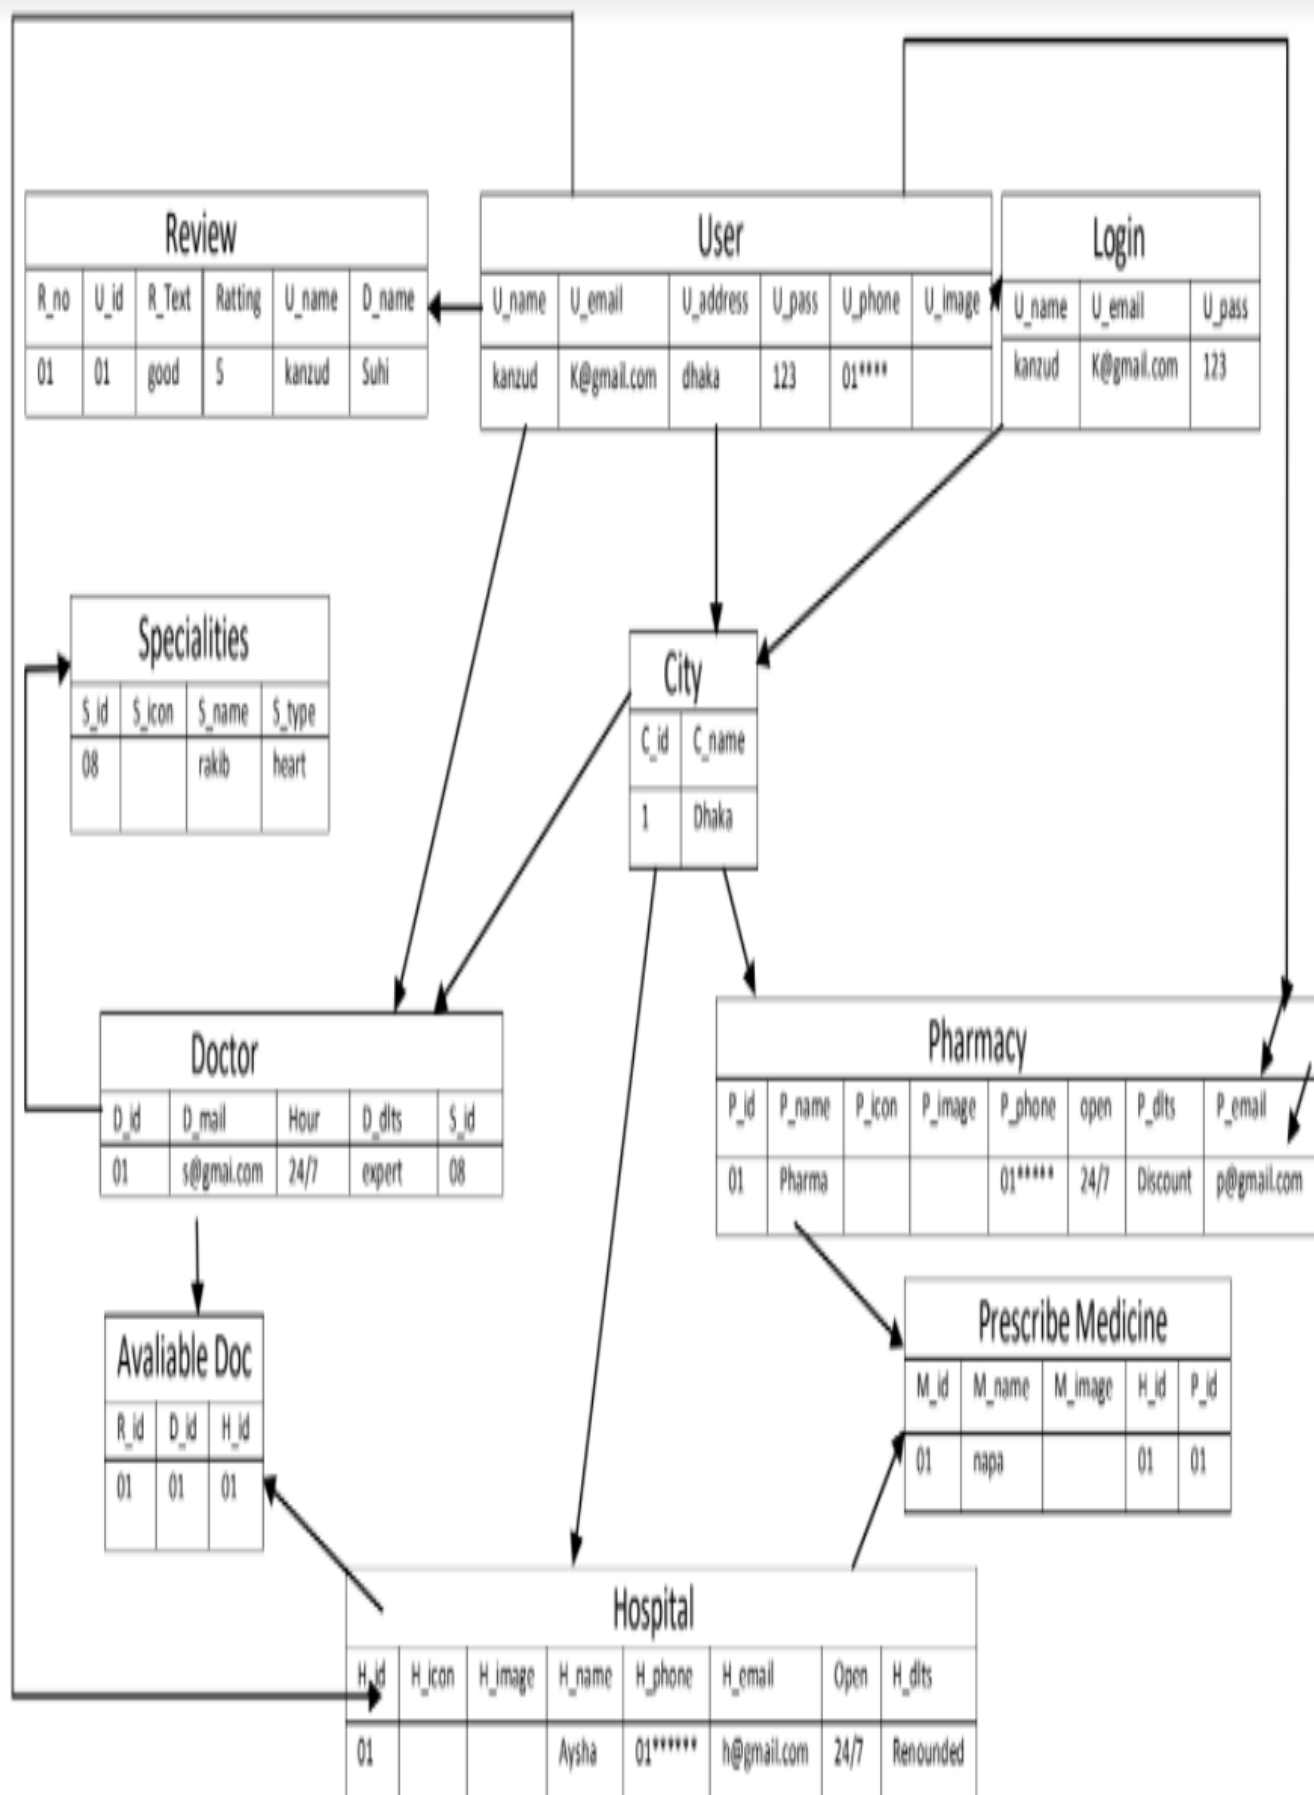 Review
R_no U_id R_Text Ratting U_name D_name
01 01 good 5 kanzud Suhi
User
U_name U_email U_address U_pass U_phone U_image
kanzud K@gmail.com dhaka 123 01****
Login
U_name U_email U_pass
kanzud K@gmail.com 123
Specialities
S_id S_icon S_name S_type
08 rakib heart
City
C_id C_name
1 Dhaka
Doctor
D_id D_mail Hour D_dlts S_id
01 s@gmai.com 24/7 expert 08
Pharmacy
P_id P_name P_icon P_image P_phone open P_dlts P_email
01 Pharma 01***** 24/7 Discount p@gmail.com
Avaliable Doc
R_id D_id H_id
01 01 01
Prescribe Medicine
M_id M_name M_image H_id P_id
01 napa 01 01
Hospital
H_id H_icon H_image H_name H_phone H_email Open H_dlts
01 Aysha 01****** h@gmail.com 24/7 Renounded